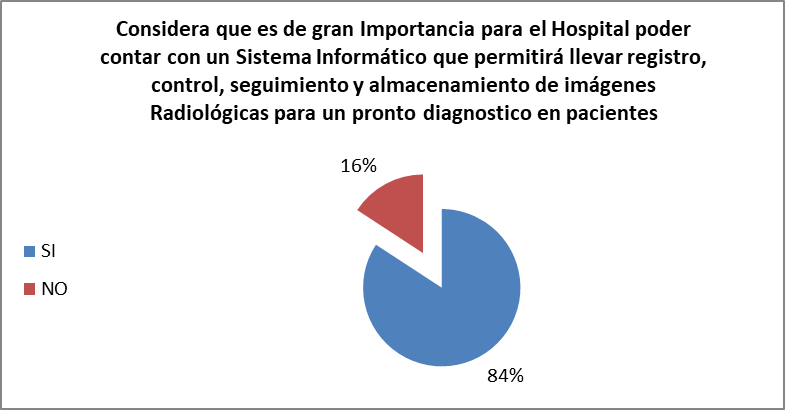 Considera que es de gran Importancia para el Hospital poder
contar con un Sistema Informático que permitirá llevar registro,
control, seguimiento y almacenamiento de imágenes
Radiológicas para un pronto diagnostico en pacientes
16%
SI
NO
84%